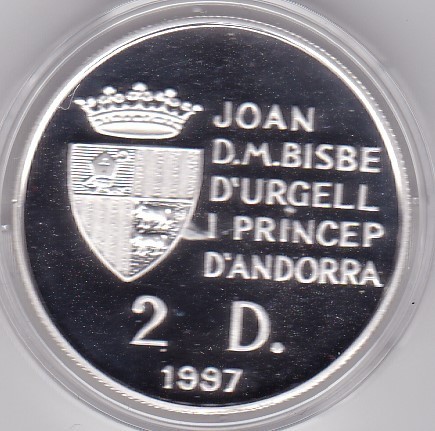 JOAN
D.M.BISBE
D'URGELL
I PRINCEP
D'ANDORRA
2 D.
1997